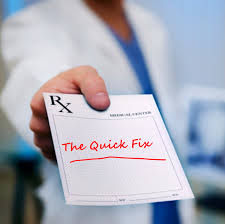 Rx
MEDICAL CENTER
The Quick Fix